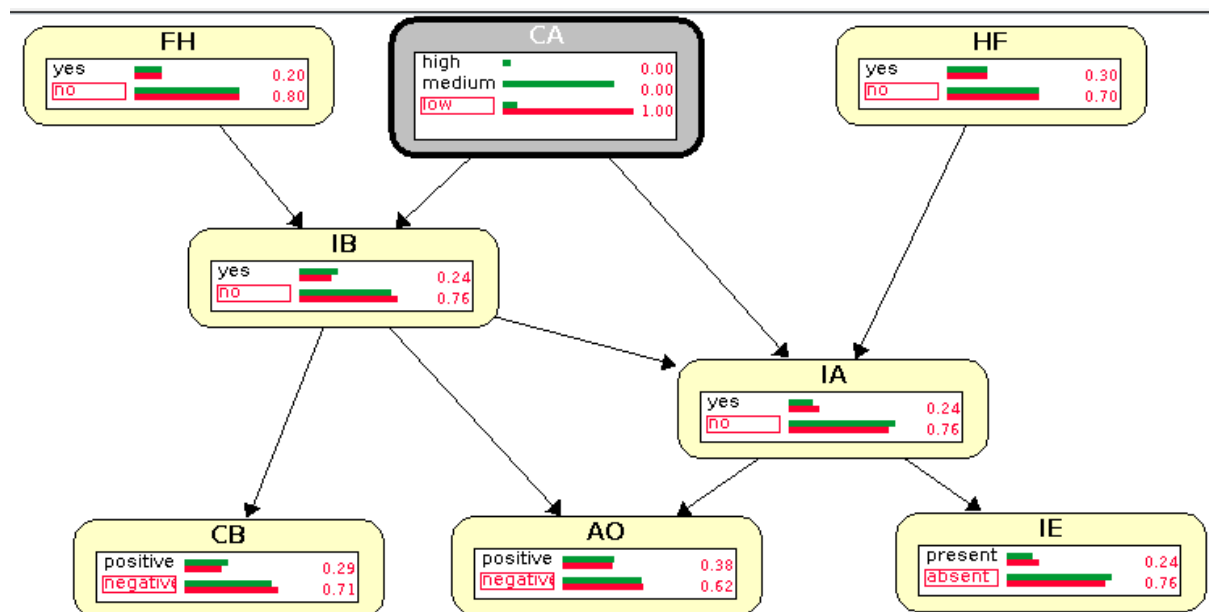 FH
yes 0.20
no 0.80
CA
high 0.00
medium 0.00
low 1.00
HF
yes 0.30
no 0.70
IB
yes 0.24
no 0.76
IA
yes 0.24
no 0.76
CB
positive 0.29
negative 0.71
AO
positive 0.38
negative 0.62
IE
present 0.24
absent 0.76